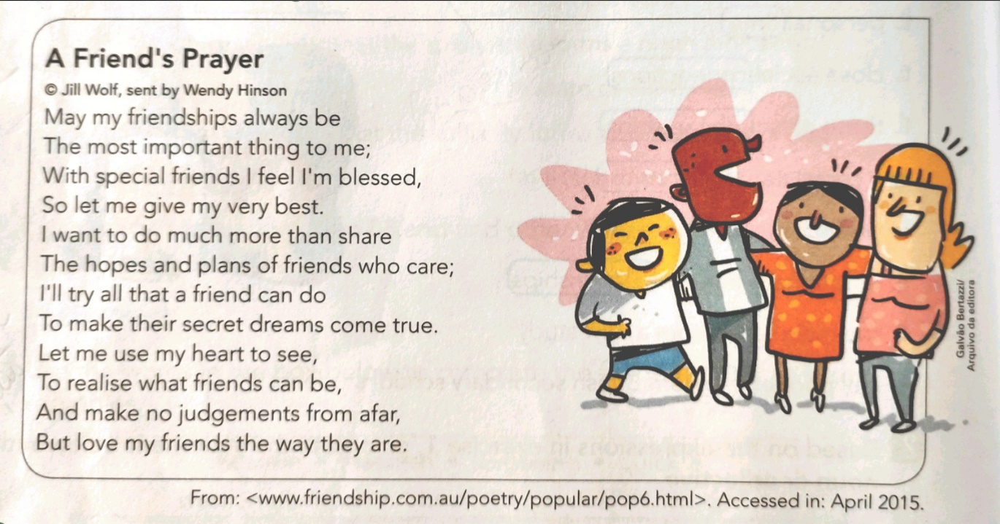 A Friend's Prayer
© Jill Wolf, sent by Wendy Hinson
May my friendships always be
The most important thing to me;
With special friends I feel I'm blessed,
So let me give my very best.
I want to do much more than share
The hopes and plans of friends who care;
I'll try all that a friend can do
To make their secret dreams come true.
Let me use my heart to see,
To realise what friends can be,
And make no judgements from afar,
But love my friends the way they are.
Galvão Bertazzi/
Arquivo da editora
From: <www.friendship.com.au/poetry/popular/pop6.html>. Accessed in: April 2015.